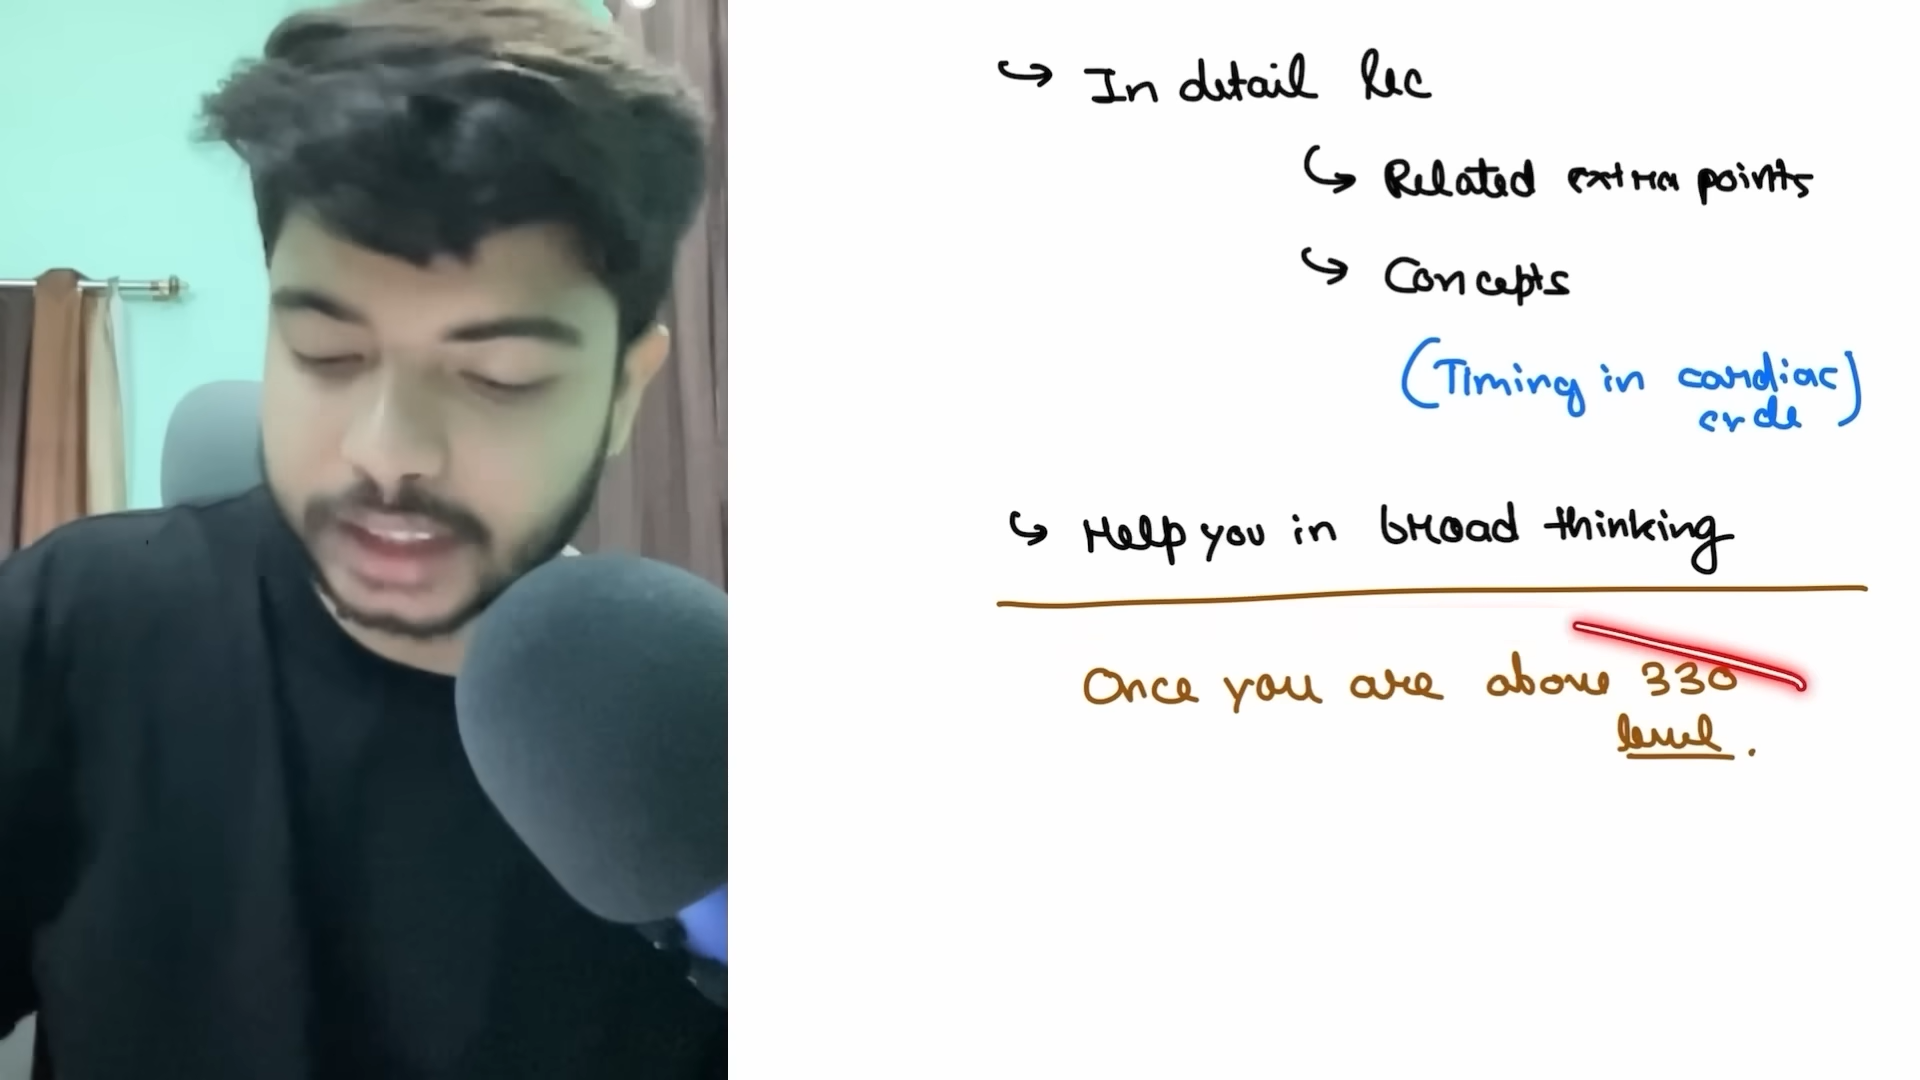 In detail lec
Related extra points
Concepts
(Timing in cardiac
cycle)
Help you in broad thinking
Once you are above 330
level.